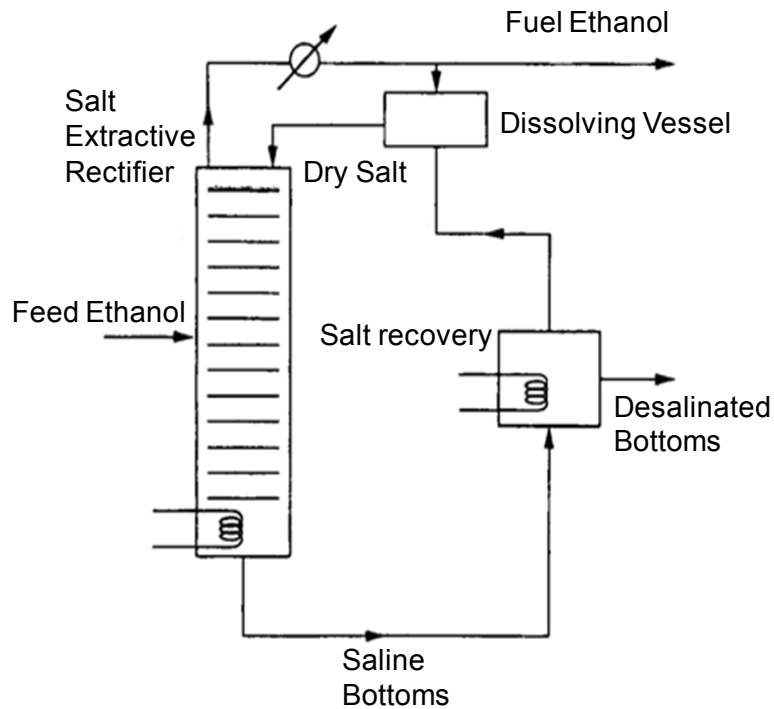 Fuel Ethanol
Salt
Extractive
Rectifier
Dissolving Vessel
Dry Salt
Feed Ethanol
Salt recovery
Desalinated
Bottoms
Saline
Bottoms